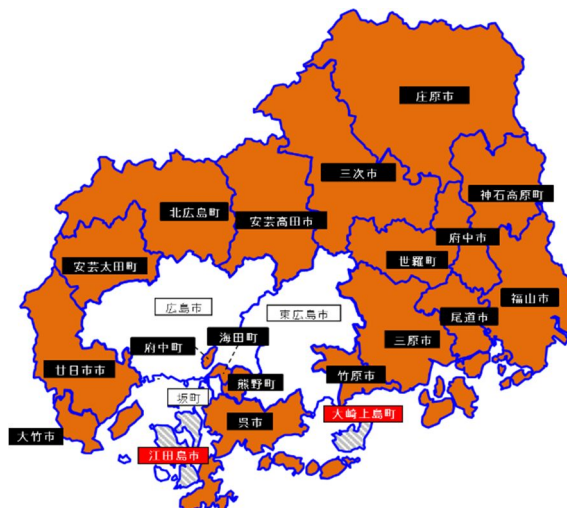 庄原市
三次市
神石高原町
北広島町
安芸高田市
府中市
世羅町
安芸太田町
福山市
広島市
東広島市
尾道市
海田町
三原市
府中町
廿日市市
熊野町
竹原市
坂町
大崎上島町
呉市
大竹市
江田島市